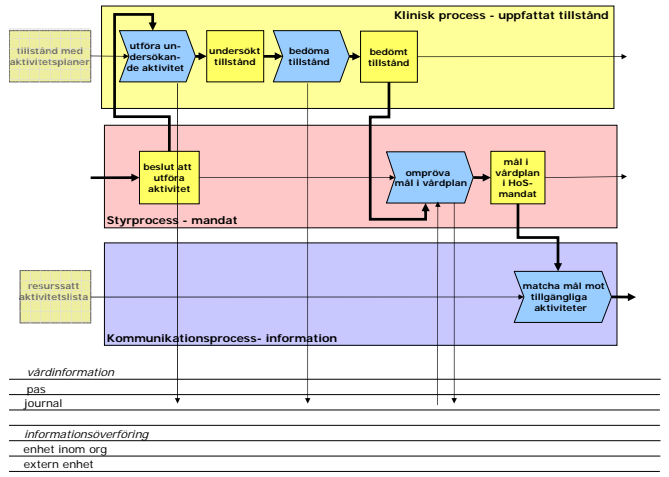 Klinisk process - uppfattat tillstånd
tillstånd med
aktivitetsplaner
utföra un-
dersökan-
de aktivitet
undersökt
tillstånd
bedöma
tillstånd
bedömt
tillstånd
beslut att
utföra
aktivitet
ompröva
mål i vårdplan
mål i
vårdplan
i HoS-
mandat
Styrprocess - mandat
resurssatt
aktivitetslista
matcha mål mot
tillgängliga
aktiviteter
Kommunikationsprocess- information
vårdinformation
pas
journal
informationsöverföring
enhet inom org
extern enhet